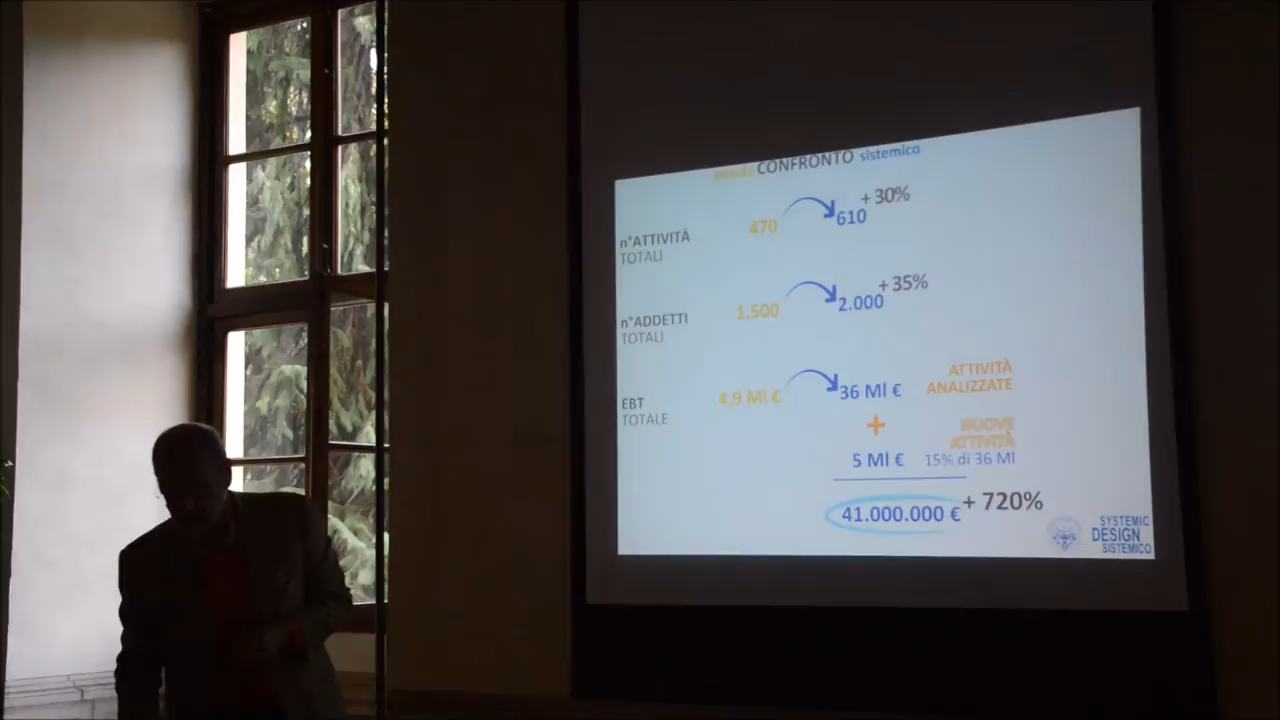 CONFRONTO sistemico
n°ATTIVITÀ
TOTALI
470
610
+ 30%
n°ADDETTI
TOTALI
1.500
2.000
+ 35%
EBT
TOTALE
4,9 Ml €
36 Ml €
ATTIVITÀ
ANALIZZATE
+
NUOVE
ATTIVITÀ
5 Ml €
15% di 36 Ml
41.000.000 €
+ 720%
SYSTEMIC
DESIGN
SISTEMICO